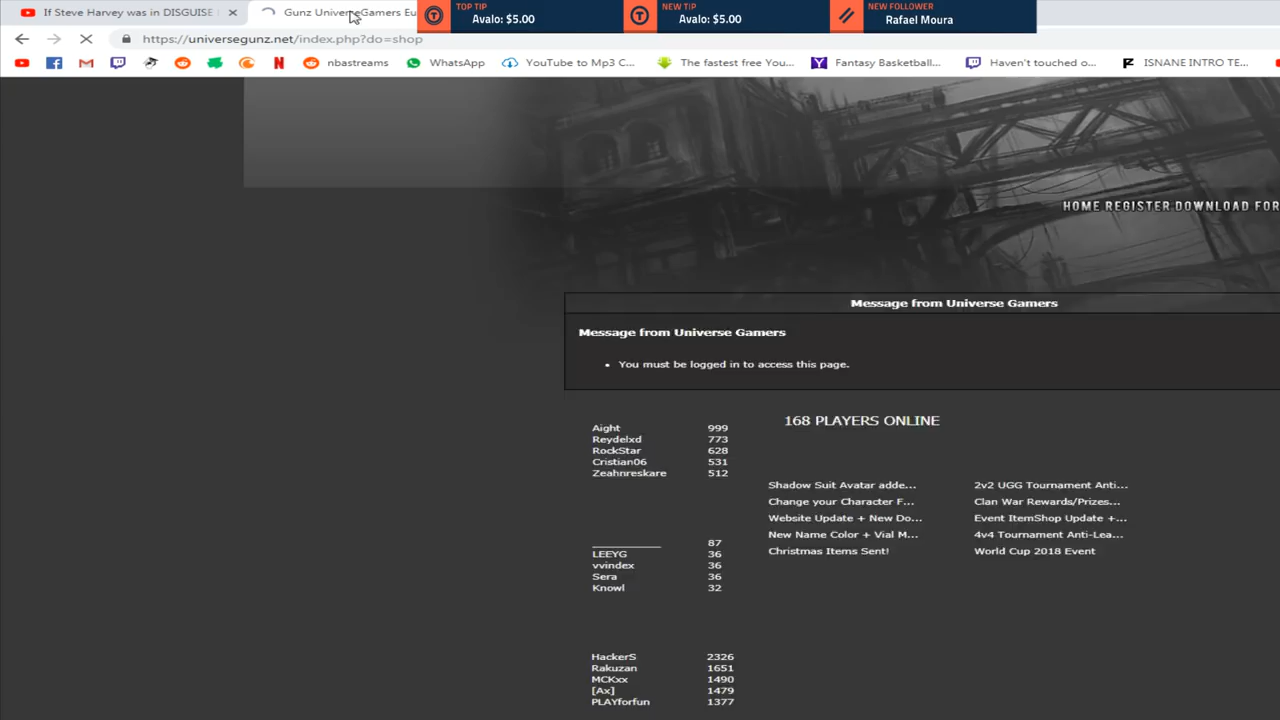 If Steve Harvey was in DISGUISE
Gunz UniverseGamers Eu
TOP TIP
Avalo: $5.00
NEW TIP
Avalo: $5.00
NEW FOLLOWER
Rafael Moura
https://universegunz.net/index.php?do=shop
nbastreams
WhatsApp
YouTube to Mp3 C...
The fastest free You...
Fantasy Basketball...
Haven't touched o...
ISNANE INTRO TE...
HOME REGISTER DOWNLOAD FOR
Message from Universe Gamers
Message from Universe Gamers
• You must be logged in to access this page.
168 PLAYERS ONLINE
Aight 999
Reydelxd 773
RockStar 628
Cristian06 531
Zeahnreskare 512
Shadow Suit Avatar adde... 2v2 UGG Tournament Anti...
Change your Character F... Clan War Rewards/Prizes...
Website Update + New Do... Event ItemShop Update +...
New Name Color + Vial M... 4v4 Tournament Anti-Lea...
Christmas Items Sent! World Cup 2018 Event
___________ 87
LEEYG 36
vvindex 36
Sera 36
Knowl 32
HackerS 2326
Rakuzan 1651
MCKxx 1490
[Ax] 1479
PLAYforfun 1377